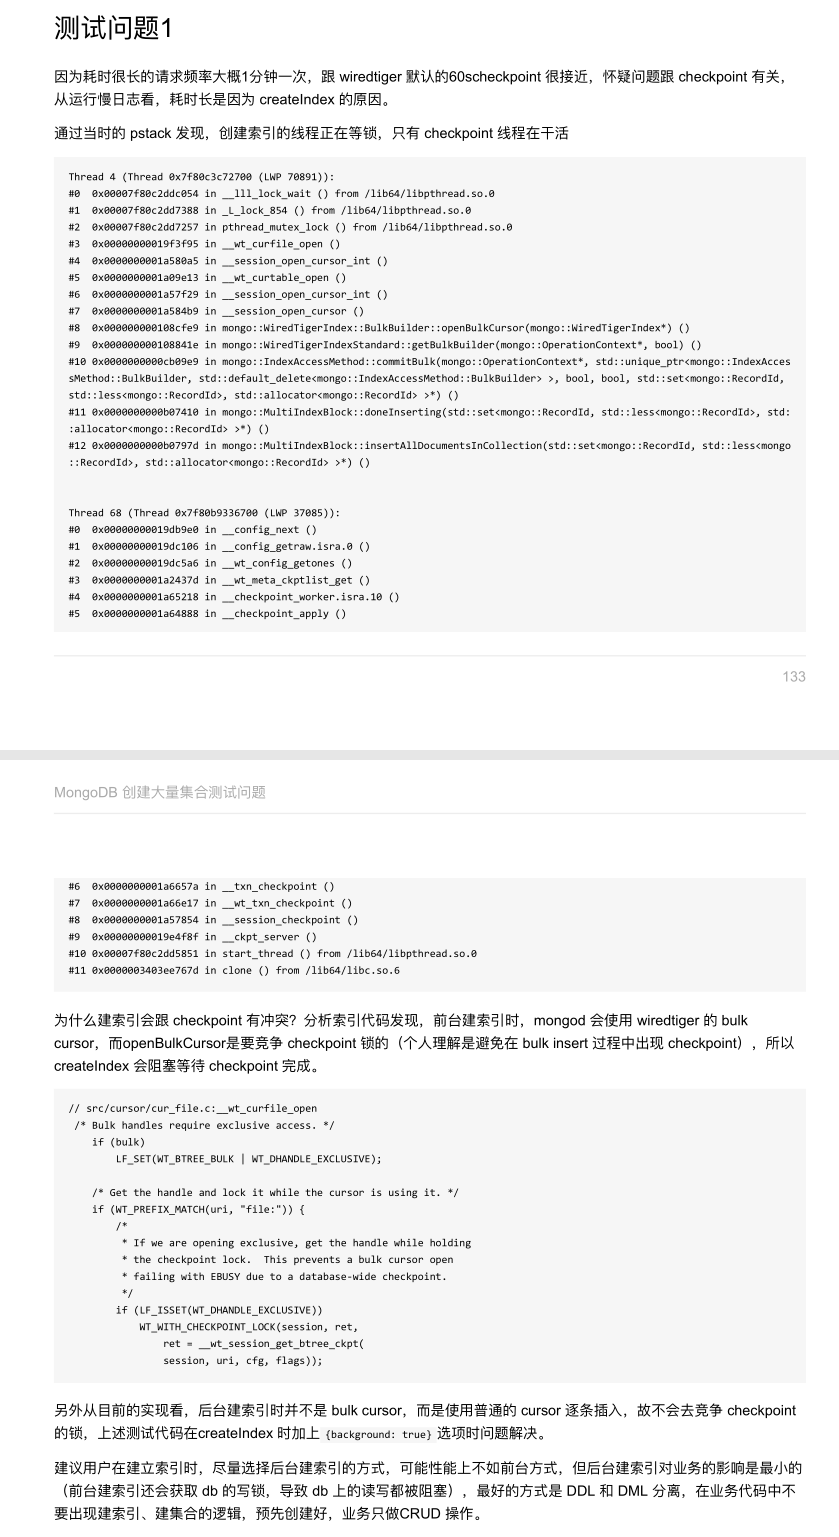 测试问题1
因为耗时很长的请求频率大概1分钟一次，跟 wiredtiger 默认的60scheckpoint 很接近，怀疑问题跟 checkpoint 有关，
从运行慢日志看，耗时长是因为 createIndex 的原因。
通过当时的 pstack 发现，创建索引的线程正在等锁，只有 checkpoint 线程在干活
Thread 4 (Thread 0x7f80c3c72700 (LWP 70891)):
#0  0x00007f80c2ddc054 in __lll_lock_wait () from /lib64/libpthread.so.0
#1  0x00007f80c2dd7388 in _L_lock_854 () from /lib64/libpthread.so.0
#2  0x00007f80c2dd7257 in pthread_mutex_lock () from /lib64/libpthread.so.0
#3  0x00000000019f3f95 in __wt_curfile_open ()
#4  0x0000000001a580a5 in __session_open_cursor_int ()
#5  0x0000000001a09e13 in __wt_curtable_open ()
#6  0x0000000001a57f29 in __session_open_cursor_int ()
#7  0x0000000001a584b9 in __session_open_cursor ()
#8  0x000000000108cfe9 in mongo::WiredTigerIndex::BulkBuilder::openBulkCursor(mongo::WiredTigerIndex*) ()
#9  0x000000000108841e in mongo::WiredTigerIndexStandard::getBulkBuilder(mongo::OperationContext*, bool) ()
#10 0x0000000000cb09e9 in mongo::IndexAccessMethod::commitBulk(mongo::OperationContext*, std::unique_ptr<mongo::IndexAcces
sMethod::BulkBuilder, std::default_delete<mongo::IndexAccessMethod::BulkBuilder> >, bool, bool, std::set<mongo::RecordId,
std::less<mongo::RecordId>, std::allocator<mongo::RecordId> >*) ()
#11 0x0000000000b07410 in mongo::MultiIndexBlock::doneInserting(std::set<mongo::RecordId, std::less<mongo::RecordId>, std:
:allocator<mongo::RecordId> >*) ()
#12 0x0000000000b0797d in mongo::MultiIndexBlock::insertAllDocumentsInCollection(std::set<mongo::RecordId, std::less<mongo
::RecordId>, std::allocator<mongo::RecordId> >*) ()
Thread 68 (Thread 0x7f80b9336700 (LWP 37085)):
#0  0x00000000019db9e0 in __config_next ()
#1  0x00000000019dc106 in __config_getraw.isra.0 ()
#2  0x00000000019dc5a6 in __wt_config_getones ()
#3  0x0000000001a2437d in __wt_meta_ckptlist_get ()
#4  0x0000000001a65218 in __checkpoint_worker.isra.10 ()
#5  0x0000000001a64888 in __checkpoint_apply ()
133
MongoDB 创建大量集合测试问题
#6  0x0000000001a6657a in __txn_checkpoint ()
#7  0x0000000001a66e17 in __wt_txn_checkpoint ()
#8  0x0000000001a57854 in __session_checkpoint ()
#9  0x00000000019e4f8f in __ckpt_server ()
#10 0x00007f80c2dd5851 in start_thread () from /lib64/libpthread.so.0
#11 0x0000003403ee767d in clone () from /lib64/libc.so.6
为什么建索引会跟 checkpoint 有冲突？分析索引代码发现，前台建索引时，mongod 会使用 wiredtiger 的 bulk
cursor，而openBulkCursor是要竞争 checkpoint 锁的（个人理解是避免在 bulk insert 过程中出现 checkpoint），所以
createIndex 会阻塞等待 checkpoint 完成。
// src/cursor/cur_file.c:__wt_curfile_open
/* Bulk handles require exclusive access. */
if (bulk)
LF_SET(WT_BTREE_BULK | WT_DHANDLE_EXCLUSIVE);
/* Get the handle and lock it while the cursor is using it. */
if (WT_PREFIX_MATCH(uri, "file:")) {
/*
* If we are opening exclusive, get the handle while holding
* the checkpoint lock.  This prevents a bulk cursor open
* failing with EBUSY due to a database-wide checkpoint.
*/
if (LF_ISSET(WT_DHANDLE_EXCLUSIVE))
WT_WITH_CHECKPOINT_LOCK(session, ret,
ret = __wt_session_get_btree_ckpt(
session, uri, cfg, flags));
另外从目前的实现看，后台建索引时并不是 bulk cursor，而是使用普通的 cursor 逐条插入，故不会去竞争 checkpoint
的锁，上述测试代码在createIndex 时加上 {background: true} 选项时问题解决。
建议用户在建立索引时，尽量选择后台建索引的方式，可能性能上不如前台方式，但后台建索引对业务的影响是最小的
（前台建索引还会获取 db 的写锁，导致 db 上的读写都被阻塞），最好的方式是 DDL 和 DML 分离，在业务代码中不
要出现建索引、建集合的逻辑，预先创建好，业务只做CRUD 操作。